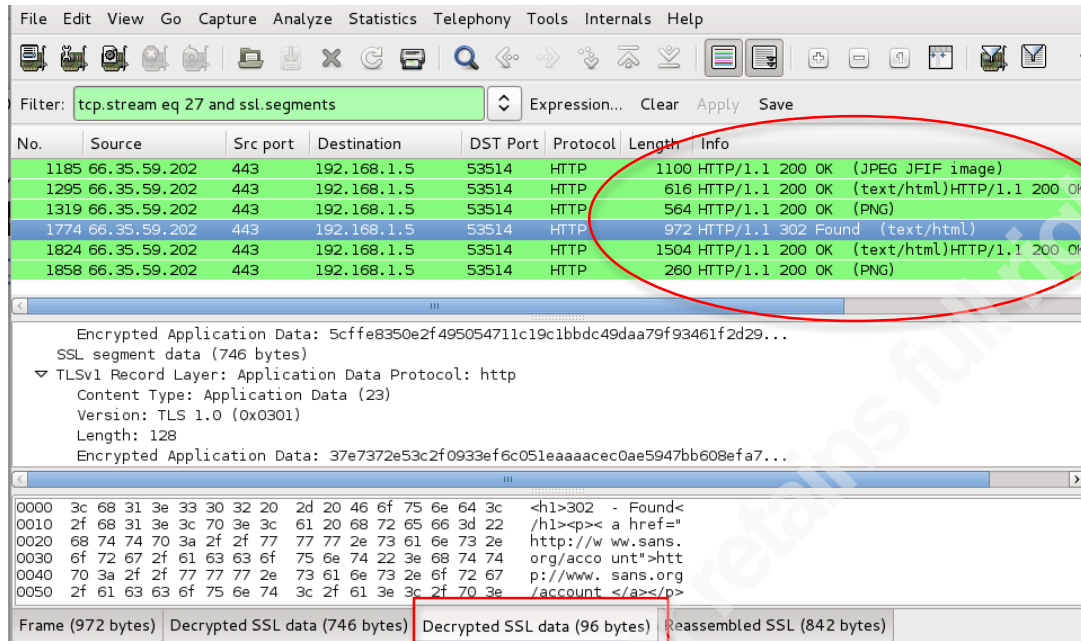 File Edit View Go Capture Analyze Statistics Telephony Tools Internals Help
Filter: tcp.stream eq 27 and ssl.segments Expression... Clear Apply Save
No. Source Src port Destination DST Port Protocol Length Info
1185 66.35.59.202 443 192.168.1.5 53514 HTTP 1100 HTTP/1.1 200 OK (JPEG JFIF image)
1295 66.35.59.202 443 192.168.1.5 53514 HTTP 616 HTTP/1.1 200 OK (text/html)HTTP/1.1 200 OK
1319 66.35.59.202 443 192.168.1.5 53514 HTTP 564 HTTP/1.1 200 OK (PNG)
1774 66.35.59.202 443 192.168.1.5 53514 HTTP 972 HTTP/1.1 302 Found (text/html)
1824 66.35.59.202 443 192.168.1.5 53514 HTTP 1504 HTTP/1.1 200 OK (text/html)HTTP/1.1 200 OK
1858 66.35.59.202 443 192.168.1.5 53514 HTTP 260 HTTP/1.1 200 OK (PNG)
Encrypted Application Data: 5cffe8350e2f495054711c19c1bbdc49daa79f93461f2d29...
SSL segment data (746 bytes)
TLSv1 Record Layer: Application Data Protocol: http
Content Type: Application Data (23)
Version: TLS 1.0 (0x0301)
Length: 128
Encrypted Application Data: 37e7372e53c2f0933ef6c051eaaaacec0ae5947bb608efa7...
0000 3c 68 31 3e 33 30 32 20 2d 20 46 6f 75 6e 64 3c <h1>302 - Found<
0010 2f 68 31 3e 3c 70 3e 3c 61 20 68 72 65 66 3d 22 /h1><p>< a href="
0020 68 74 74 70 3a 2f 2f 77 77 77 2e 73 61 6e 73 2e http://w ww.sans.
0030 6f 72 67 2f 61 63 63 6f 75 6e 74 22 3e 68 74 74 org/acco unt">htt
0040 70 3a 2f 2f 77 77 77 2e 73 61 6e 73 2e 6f 72 67 p://www. sans.org
0050 2f 61 63 63 6f 75 6e 74 3c 2f 61 3e 3c 2f 70 3e /account </a></p>
Frame (972 bytes) Decrypted SSL data (746 bytes) Decrypted SSL data (96 bytes) Reassembled SSL (842 bytes)
retains full righ